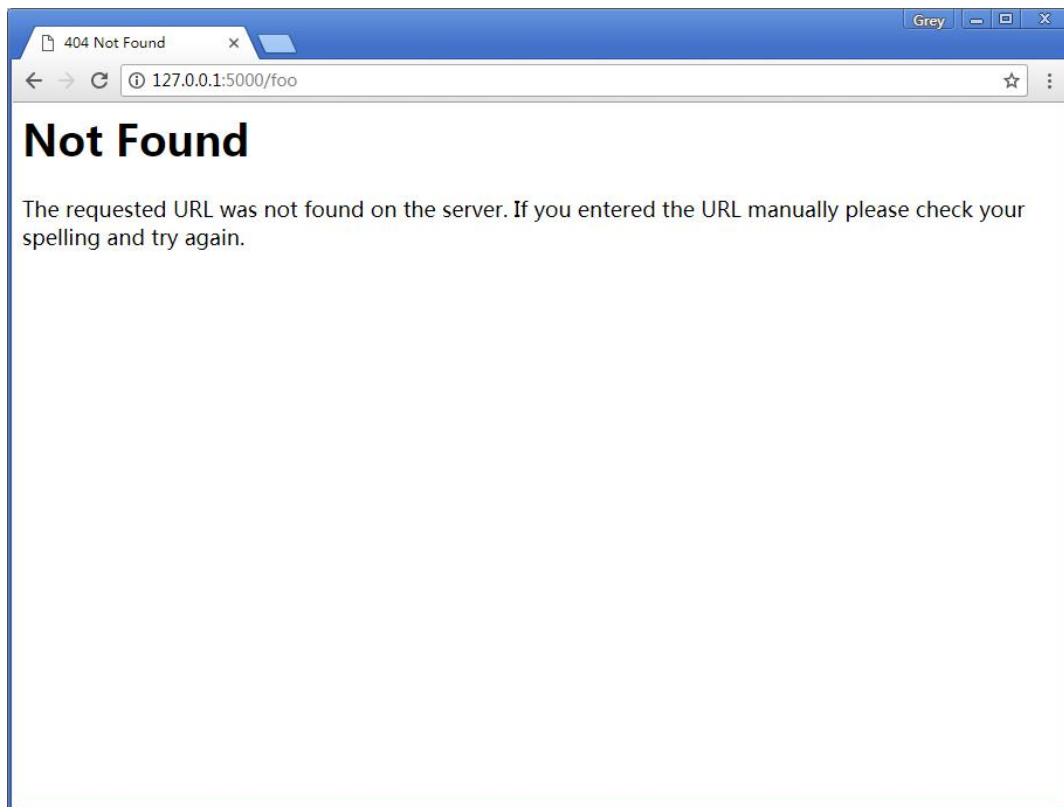 Grey
404 Not Found
127.0.0.1:5000/foo
Not Found
The requested URL was not found on the server. If you entered the URL manually please check your
spelling and try again.